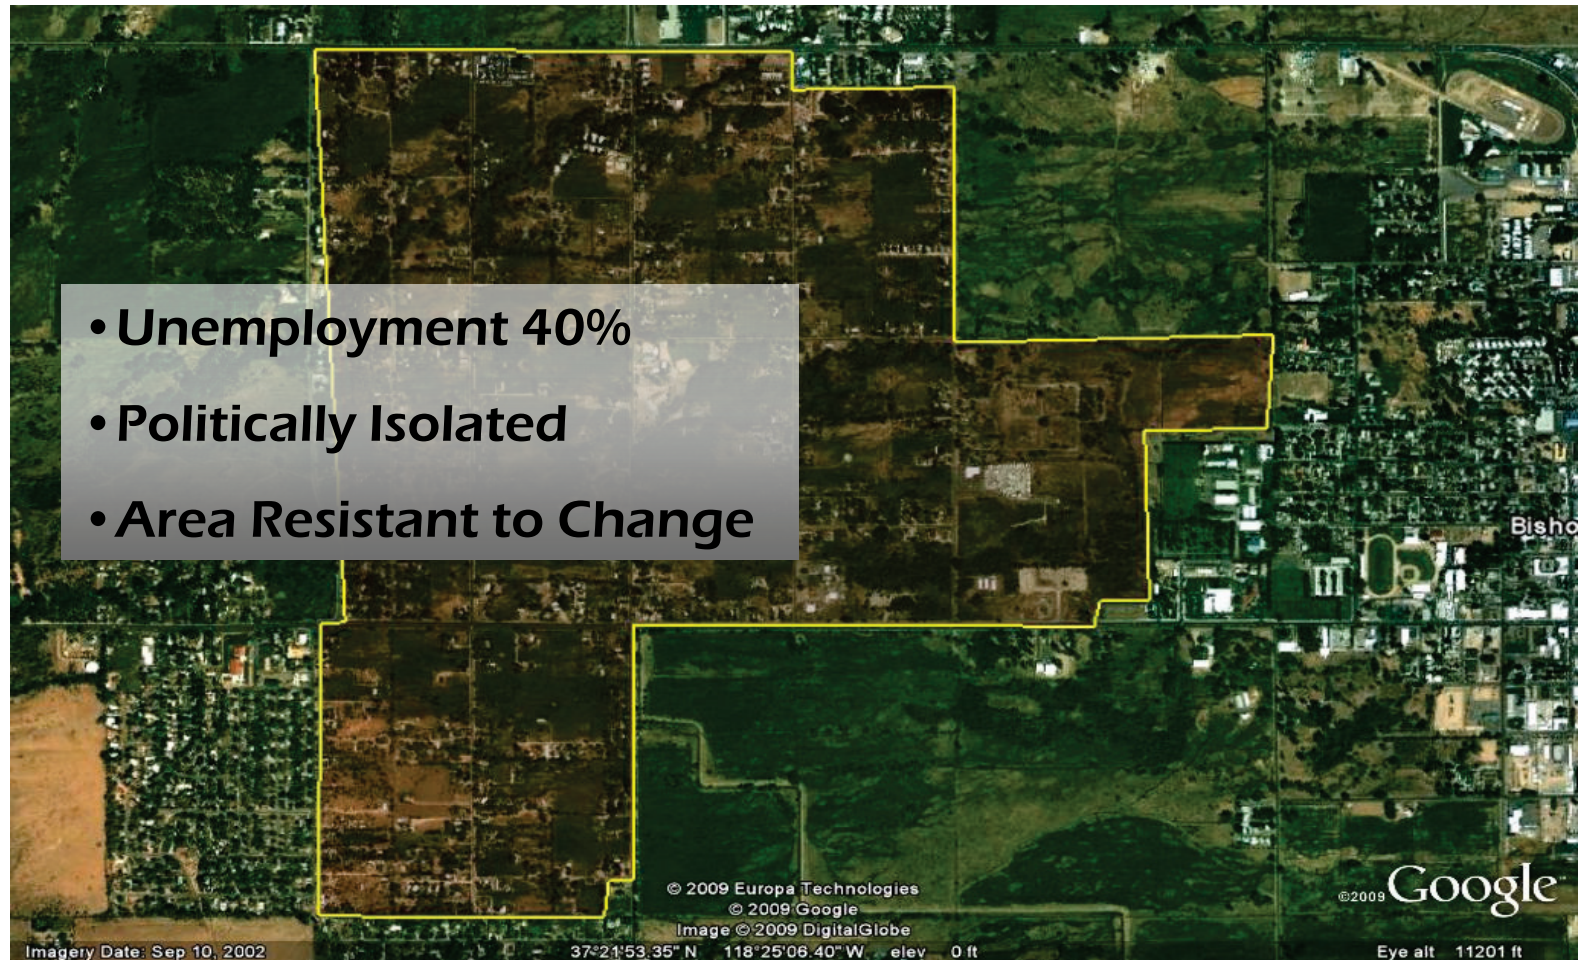 • Unemployment 40%
• Politically Isolated
• Area Resistant to Change
Bisho
© 2009 Europa Technologies
© 2009 Google
Image © 2009 DigitalGlobe
©2009 Google™
Imagery Date: Sep 10, 2002
37°21'53.35" N 118°25'06.40" W elev 0 ft
Eye alt 11201 ft